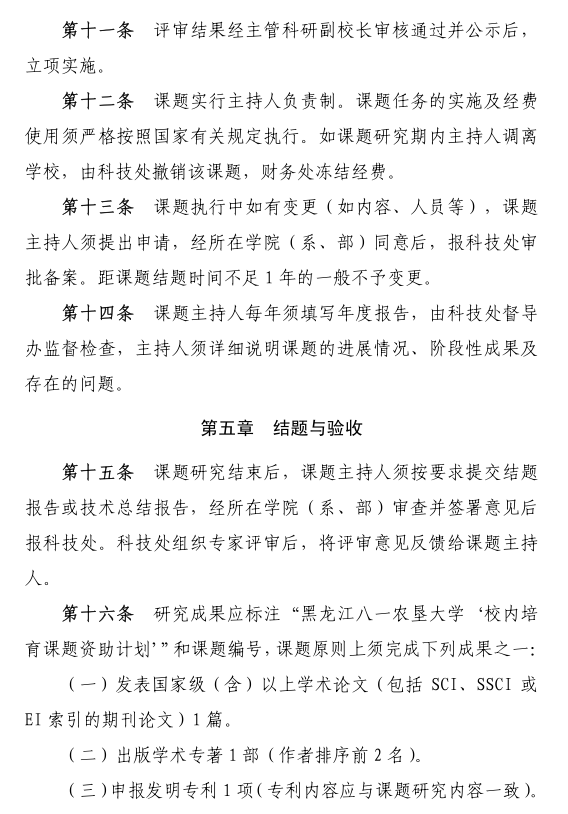 第十一条　评审结果经主管科研副校长审核通过并公示后，
立项实施。
第十二条　课题实行主持人负责制。课题任务的实施及经费
使用须严格按照国家有关规定执行。如课题研究期内主持人调离
学校，由科技处撤销该课题，财务处冻结经费。
第十三条　课题执行中如有变更（如内容、人员等），课题
主持人须提出申请，经所在学院（系、部）同意后，报科技处审
批备案。距课题结题时间不足 1 年的一般不予变更。
第十四条　课题主持人每年须填写年度报告，由科技处督导
办监督检查，主持人须详细说明课题的进展情况、阶段性成果及
存在的问题。
第五章　结题与验收
第十五条　课题研究结束后，课题主持人须按要求提交结题
报告或技术总结报告，经所在学院（系、部）审查并签署意见后
报科技处。科技处组织专家评审后，将评审意见反馈给课题主持
人。
第十六条　研究成果应标注“黑龙江八一农垦大学‘校内培
育课题资助计划’”和课题编号，课题原则上须完成下列成果之一：
（一）发表国家级（含）以上学术论文（包括 SCI、SSCI 或
EI 索引的期刊论文）1 篇。
（二）出版学术专著 1 部（作者排序前 2 名）。
（三）申报发明专利 1 项（专利内容应与课题研究内容一致）。